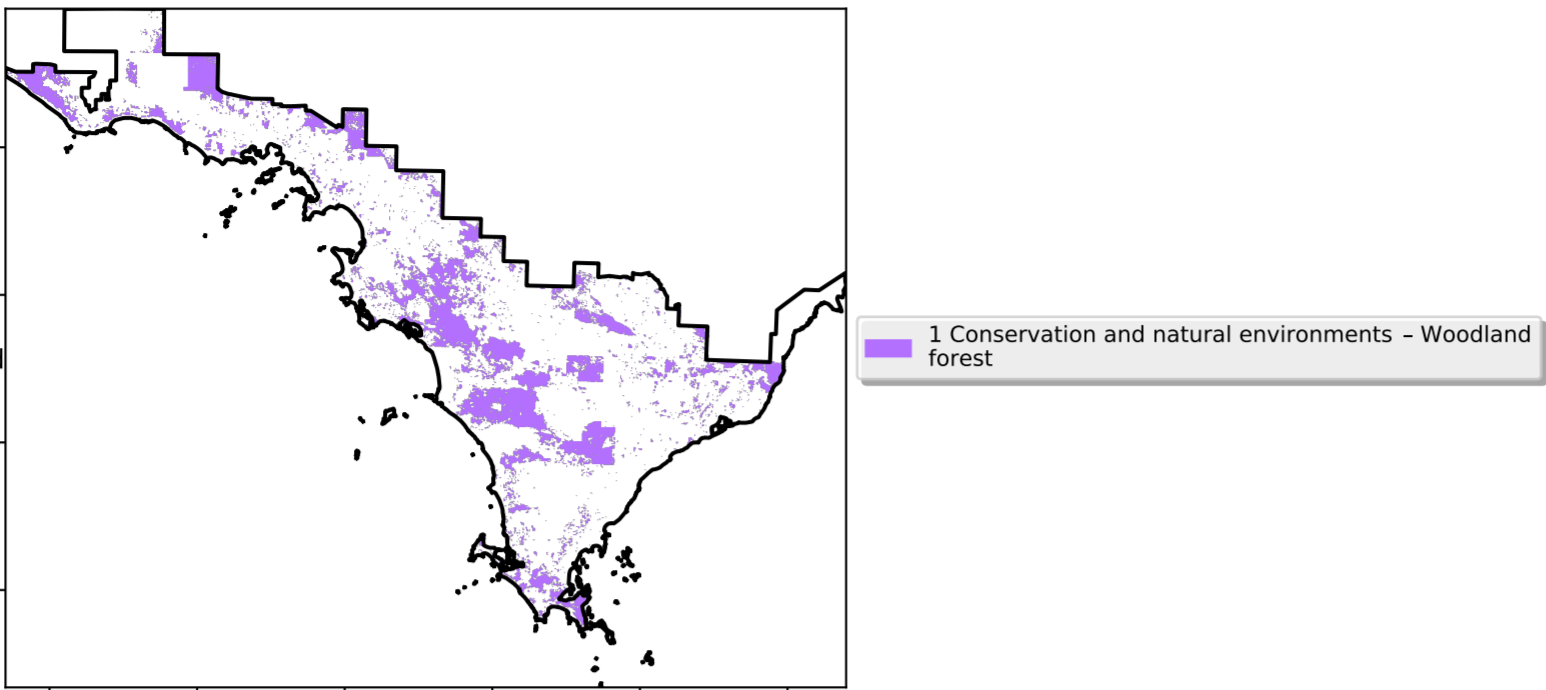 1 Conservation and natural environments – Woodland
forest